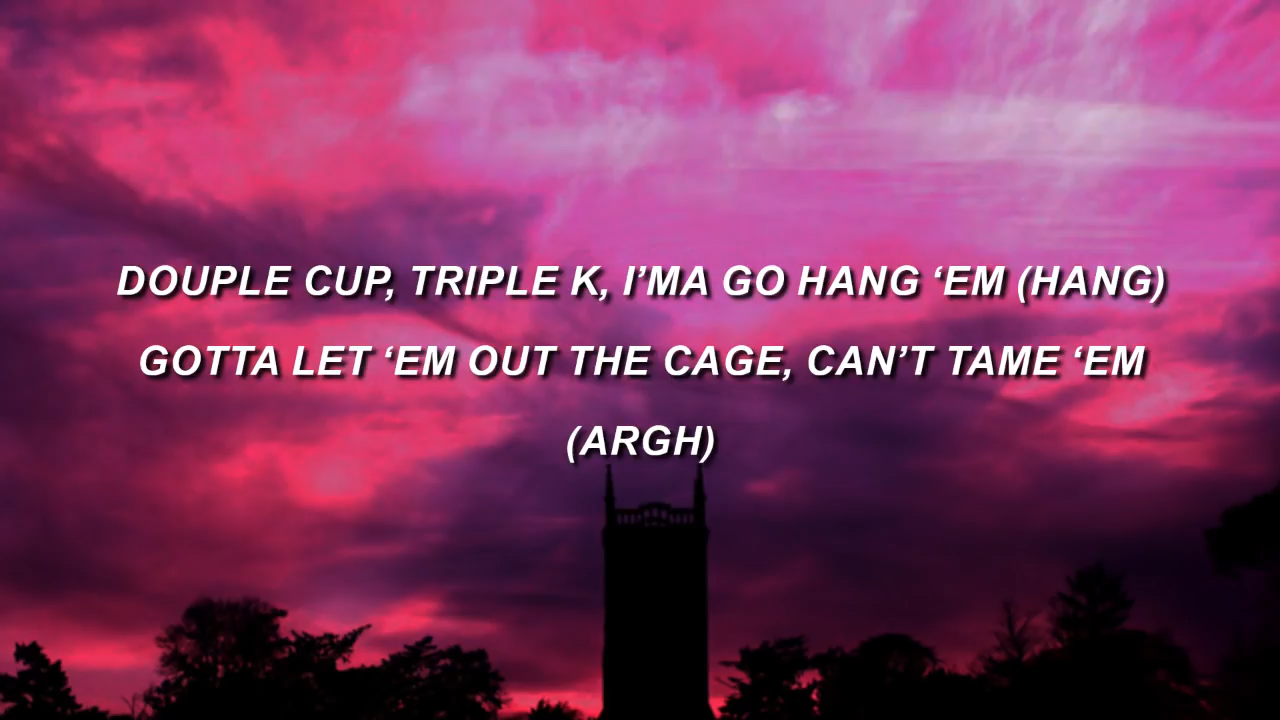 DOUPLE CUP, TRIPLE K, I’MA GO HANG ‘EM (HANG)
GOTTA LET ‘EM OUT THE CAGE, CAN’T TAME ‘EM
(ARGH)